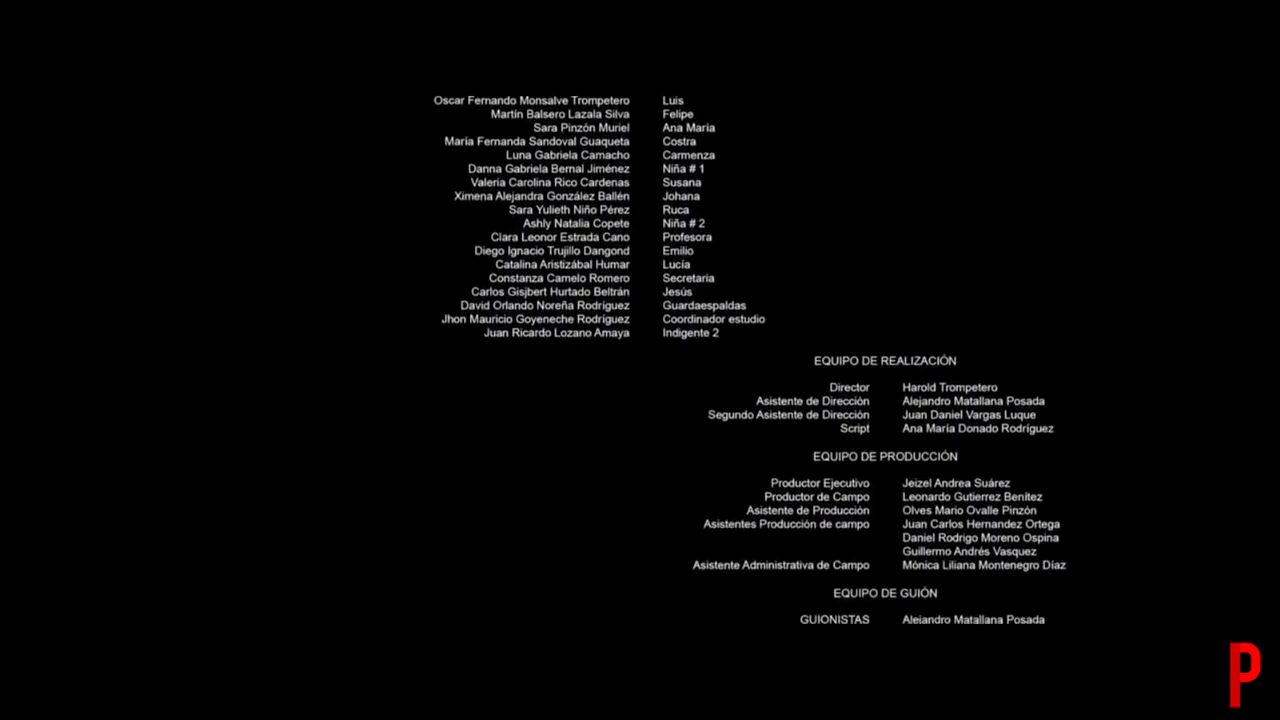 Oscar Fernando Monsalve Trompetero Luis
Martín Balsero Lazala Silva Felipe
Sara Pinzón Muriel Ana María
María Fernanda Sandoval Guaqueta Costra
Luna Gabriela Camacho Carmenza
Danna Gabriela Bernal Jiménez Niña # 1
Valeria Carolina Rico Cardenas Susana
Ximena Alejandra González Ballén Johana
Sara Yulieth Niño Pérez Ruca
Ashly Natalia Copete Niña # 2
Clara Leonor Estrada Cano Profesora
Diego Ignacio Trujillo Dangond Emilio
Catalina Aristizábal Humar Lucía
Constanza Camelo Romero Secretaria
Carlos Gisjbert Hurtado Beltrán Jesús
David Orlando Noreña Rodríguez Guardaespaldas
Jhon Mauricio Goyeneche Rodríguez Coordinador estudio
Juan Ricardo Lozano Amaya Indigente 2
EQUIPO DE REALIZACIÓN
Director Harold Trompetero
Asistente de Dirección Alejandro Matallana Posada
Segundo Asistente de Dirección Juan Daniel Vargas Luque
Script Ana María Donado Rodríguez
EQUIPO DE PRODUCCIÓN
Productor Ejecutivo Jeizel Andrea Suárez
Productor de Campo Leonardo Gutierrez Benítez
Asistente de Producción Olves Mario Ovalle Pinzón
Asistentes Producción de campo Juan Carlos Hernandez Ortega
Daniel Rodrigo Moreno Ospina
Guillermo Andrés Vasquez
Asistente Administrativa de Campo Mónica Liliana Montenegro Díaz
EQUIPO DE GUIÓN
GUIONISTAS Alejandro Matallana Posada
P